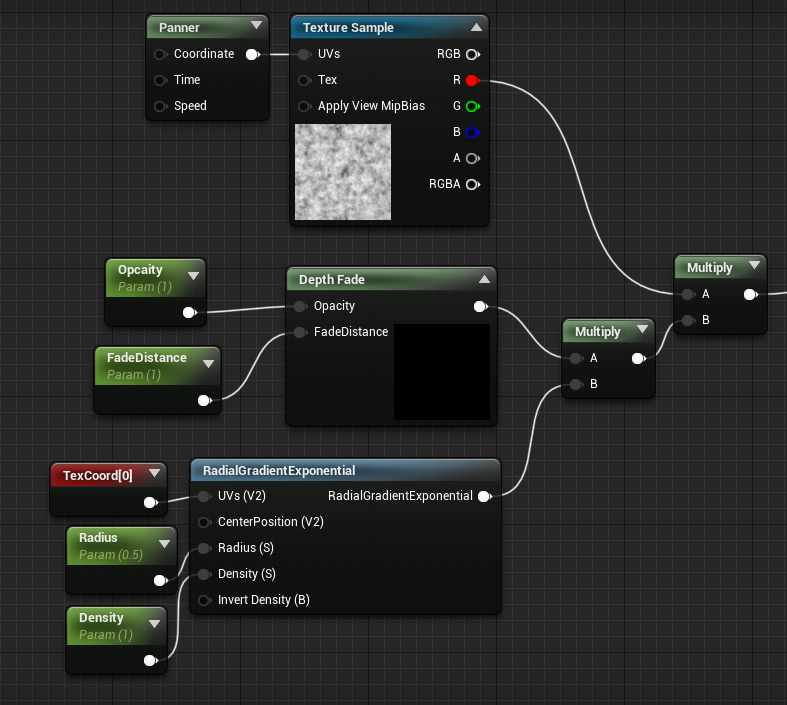 Panner
Coordinate
Time
Speed
Texture Sample
UVs
RGB
Tex
R
Apply View MipBias
G
B
A
RGBA
Opcaity
Param (1)
FadeDistance
Param (1)
Depth Fade
Opacity
FadeDistance
Multiply
A
B
Multiply
A
B
TexCoord[0]
Radius
Param (0.5)
Density
Param (1)
RadialGradientExponential
UVs (V2)
RadialGradientExponential
CenterPosition (V2)
Radius (S)
Density (S)
Invert Density (B)